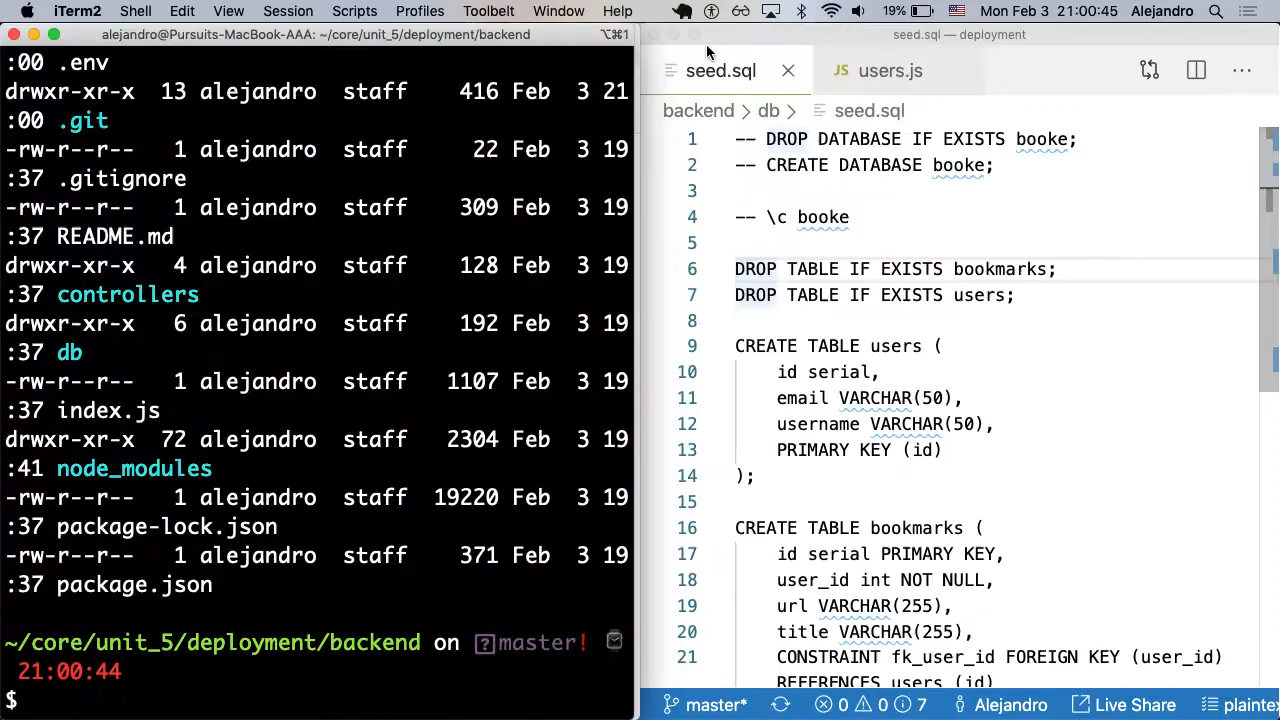 iTerm2 Shell Edit View Session Scripts Profiles Toolbelt Window Help 19% Mon Feb 3 21:00:45 Alejandro
alejandro@Pursuits-MacBook-AAA: ~/core/unit_5/deployment/backend ⌥⌘1
:00 .env
drwxr-xr-x 13 alejandro staff 416 Feb 3 21
:00 .git
-rw-r--r-- 1 alejandro staff 22 Feb 3 19
:37 .gitignore
-rw-r--r-- 1 alejandro staff 309 Feb 3 19
:37 README.md
drwxr-xr-x 4 alejandro staff 128 Feb 3 19
:37 controllers
drwxr-xr-x 6 alejandro staff 192 Feb 3 19
:37 db
-rw-r--r-- 1 alejandro staff 1107 Feb 3 19
:37 index.js
drwxr-xr-x 72 alejandro staff 2304 Feb 3 19
:41 node_modules
-rw-r--r-- 1 alejandro staff 19220 Feb 3 19
:37 package-lock.json
-rw-r--r-- 1 alejandro staff 371 Feb 3 19
:37 package.json
~/core/unit_5/deployment/backend on master!
21:00:44
$
seed.sql — deployment
seed.sql JS users.js
backend > db > seed.sql
1 -- DROP DATABASE IF EXISTS booke;
2 -- CREATE DATABASE booke;
3
4 -- \c booke
5
6 DROP TABLE IF EXISTS bookmarks;
7 DROP TABLE IF EXISTS users;
8
9 CREATE TABLE users (
10 id serial,
11 email VARCHAR(50),
12 username VARCHAR(50),
13 PRIMARY KEY (id)
14 );
15
16 CREATE TABLE bookmarks (
17 id serial PRIMARY KEY,
18 user_id int NOT NULL,
19 url VARCHAR(255),
20 title VARCHAR(255),
21 CONSTRAINT fk_user_id FOREIGN KEY (user_id)
REFERENCES users (id)
master* 0 0 7 Alejandro Live Share plaintex